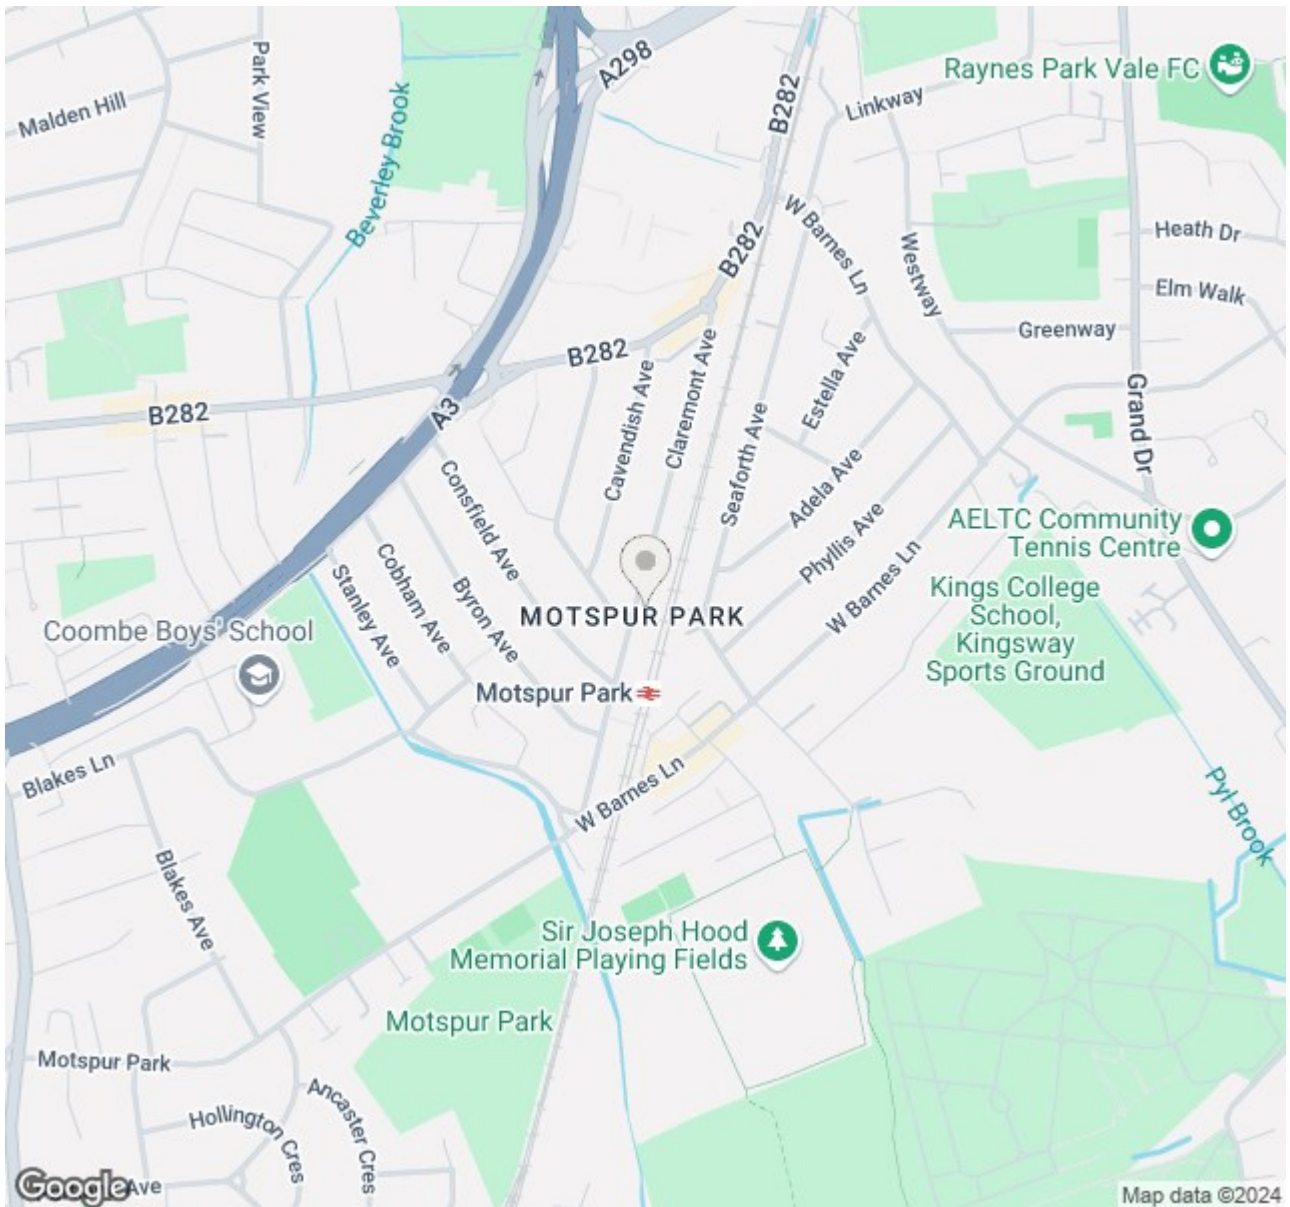 A298
Park View
Raynes Park Vale FC
Malden Hill
B282
Linkway
Beverley Brook
W Barnes Ln
Heath Dr
B282
Westway
Elm Walk
Greenway
B282
Estella Ave
Claremont Ave
Cavendish Ave
B282
A3
Grand Dr
Seaforth Ave
Consfield Ave
Adela Ave
AELTC Community
Tennis Centre
Phyllis Ave
Cobham Ave
Stanley Ave
Byron Ave
W Barnes Ln
Kings College
School,
Kingsway
Sports Ground
MOTSPUR PARK
Coombe Boys' School
Motspur Park
Blakes Ln
W Barnes Ln
Pyl Brook
Blakes Ave
Sir Joseph Hood
Memorial Playing Fields
Motspur Park
Motspur Park
Hollington Cres
Ancaster Cres
Google
Ave
Map data ©2024